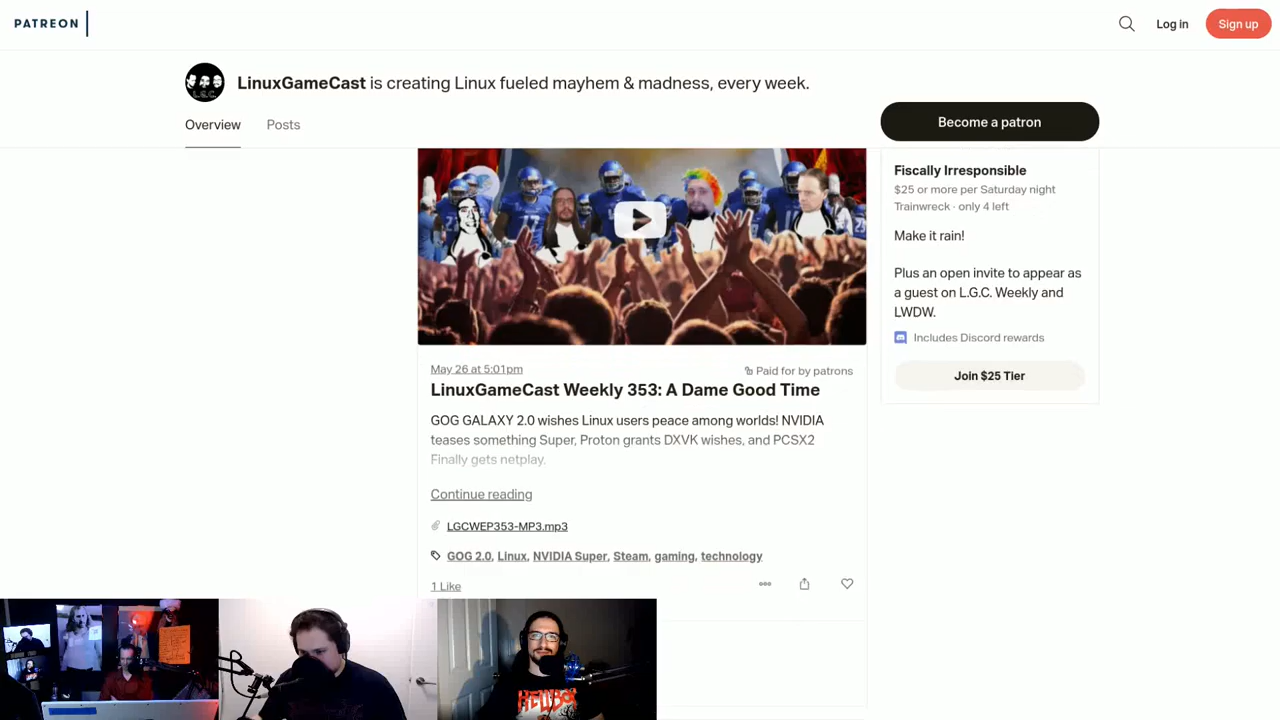 PATREON
Log in
Sign up
LinuxGameCast is creating Linux fueled mayhem & madness, every week.
Overview
Posts
Become a patron
Fiscally Irresponsible
$25 or more per Saturday night
Trainwreck · only 4 left
Make it rain!
Plus an open invite to appear as
a guest on L.G.C. Weekly and
LWDW.
Includes Discord rewards
Join $25 Tier
May 26 at 5:01pm
Paid for by patrons
LinuxGameCast Weekly 353: A Dame Good Time
GOG GALAXY 2.0 wishes Linux users peace among worlds! NVIDIA
teases something Super, Proton grants DXVK wishes, and PCSX2
Finally gets netplay.
Continue reading
LGCWEP353-MP3.mp3
GOG 2.0, Linux, NVIDIA Super, Steam, gaming, technology
1 Like
HELLBOY